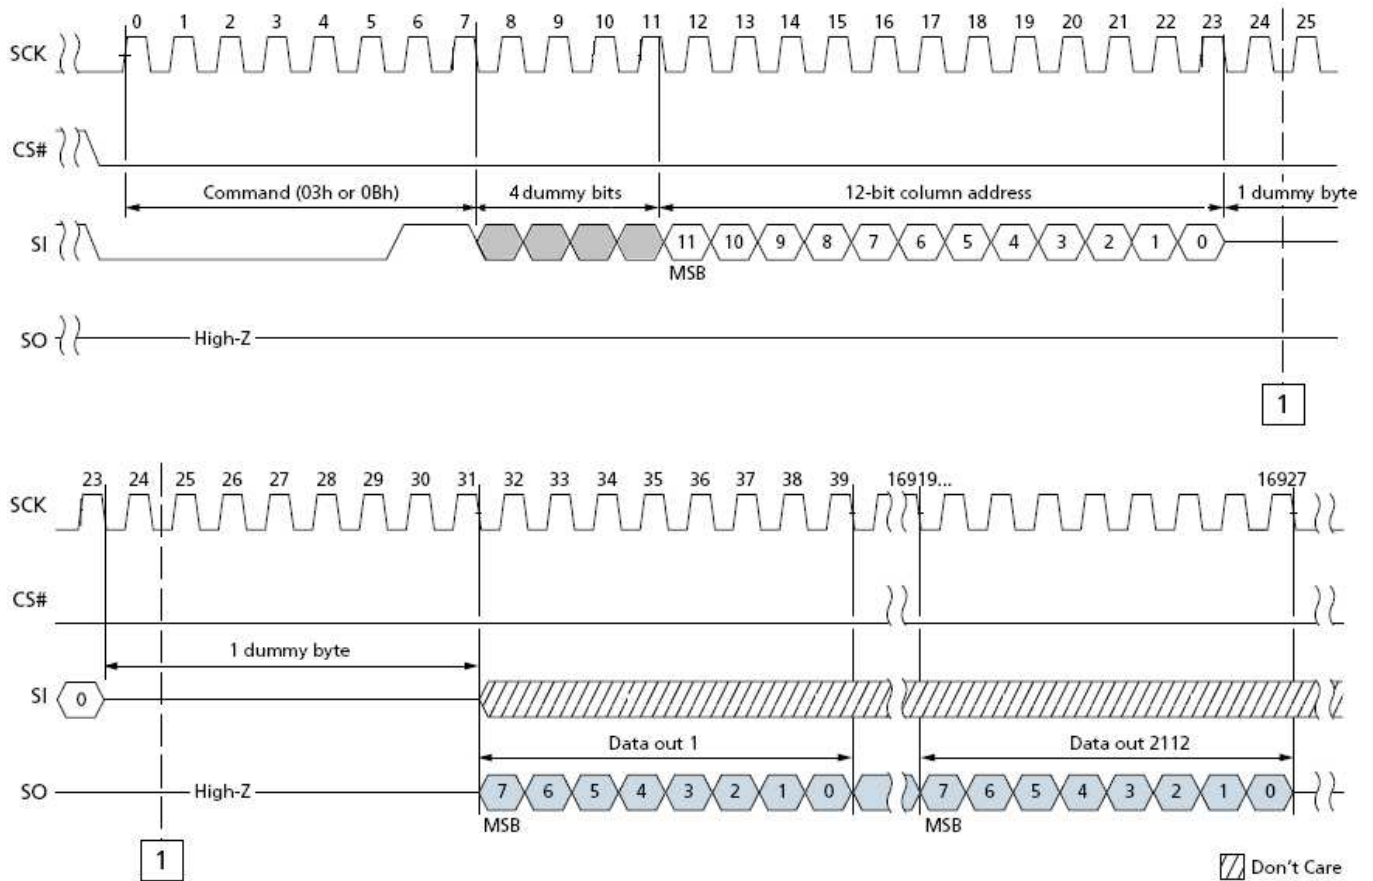 0 1 2 3 4 5 6 7 8 9 10 11 12 13 14 15 16 17 18 19 20 21 22 23 24 25
SCK
CS#
Command (03h or 0Bh) 4 dummy bits 12-bit column address 1 dummy byte
SI 11 10 9 8 7 6 5 4 3 2 1 0
MSB
SO High-Z
1
23 24 25 26 27 28 29 30 31 32 33 34 35 36 37 38 39 16919... 16927
SCK
CS#
1 dummy byte
SI 0
Data out 1 Data out 2112
SO High-Z 7 6 5 4 3 2 1 0 7 6 5 4 3 2 1 0
MSB MSB
1
Don't Care